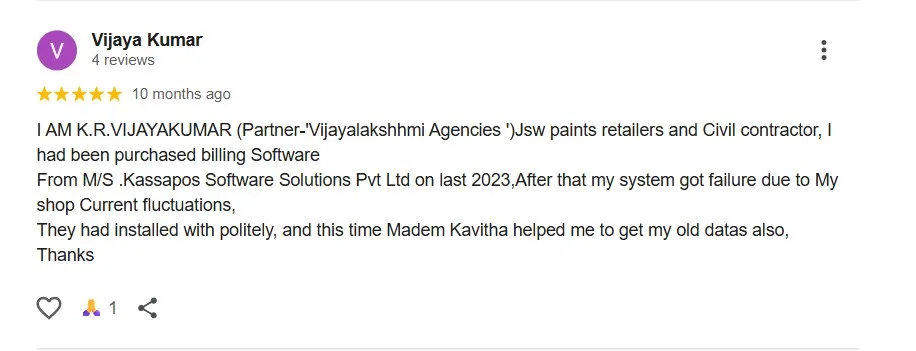 V
Vijaya Kumar
4 reviews
10 months ago
I AM K.R.VIJAYAKUMAR (Partner-'Vijayalakshhmi Agencies ')Jsw paints retailers and Civil contractor, I
had been purchased billing Software
From M/S .Kassapos Software Solutions Pvt Ltd on last 2023,After that my system got failure due to My
shop Current fluctuations,
They had installed with politely, and this time Madem Kavitha helped me to get my old datas also,
Thanks
1